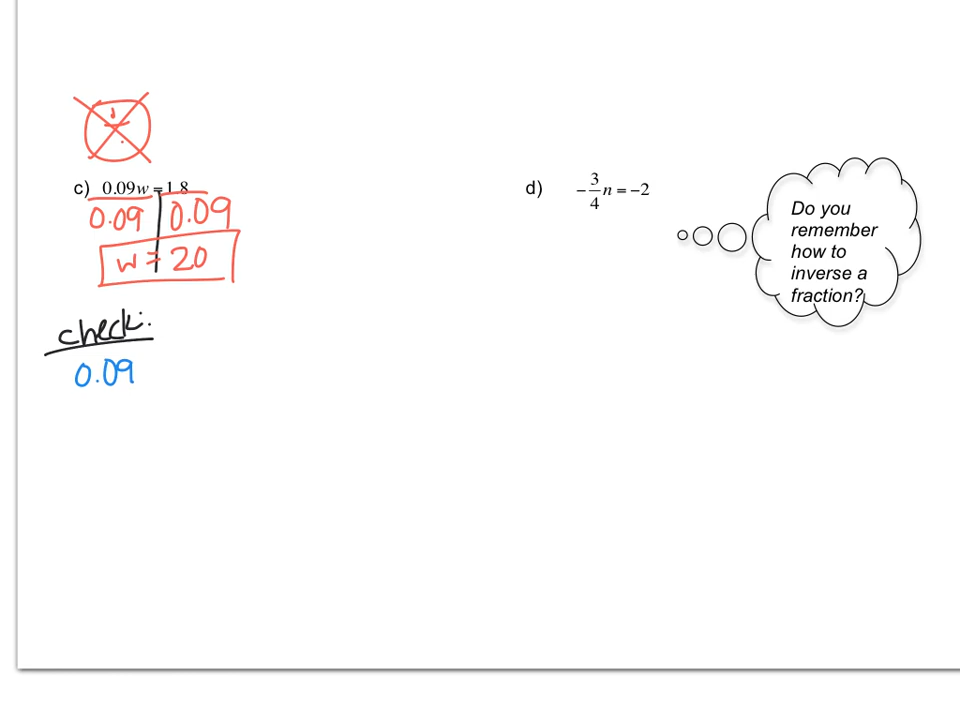 c) 0.09w = 1.8
0.09 | 0.09
w = 20
check:
0.09
d) -3/4 n = -2
Do you
remember
how to
inverse a
fraction?